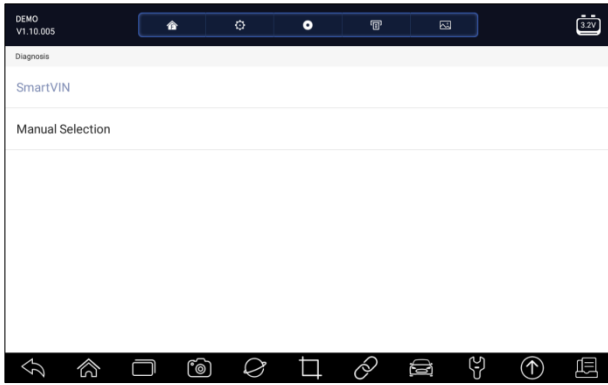 DEMO
V1.10.005
3.2V
Diagnosis
SmartVIN
Manual Selection